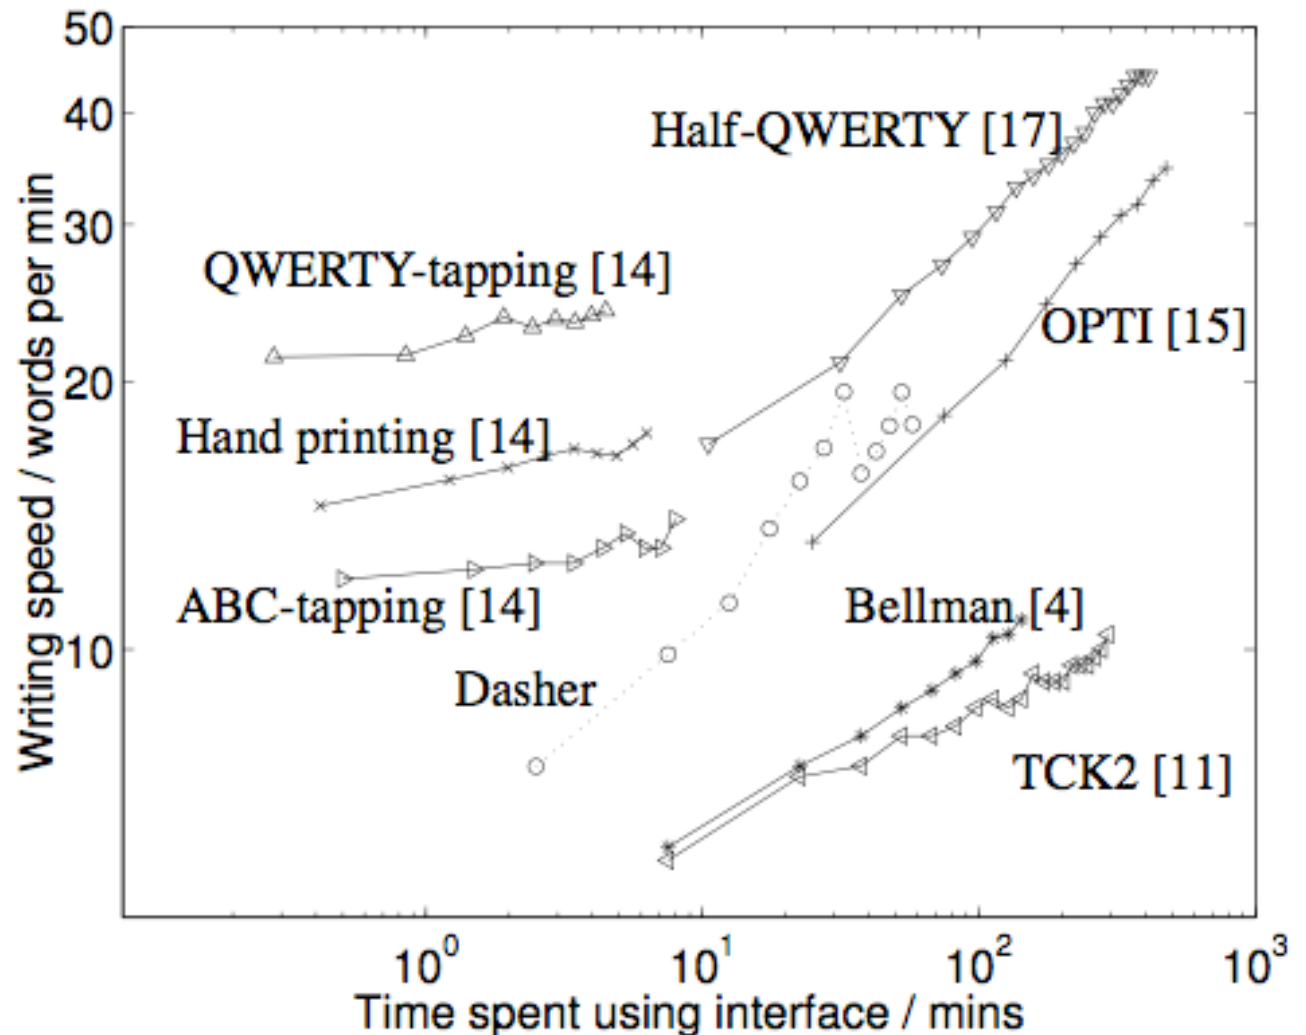 50
40
30
20
10
Writing speed / words per min
Half-QWERTY [17]
QWERTY-tapping [14]
OPTI [15]
Hand printing [14]
ABC-tapping [14]
Bellman [4]
Dasher
TCK2 [11]
10^0 10^1 10^2 10^3
Time spent using interface / mins